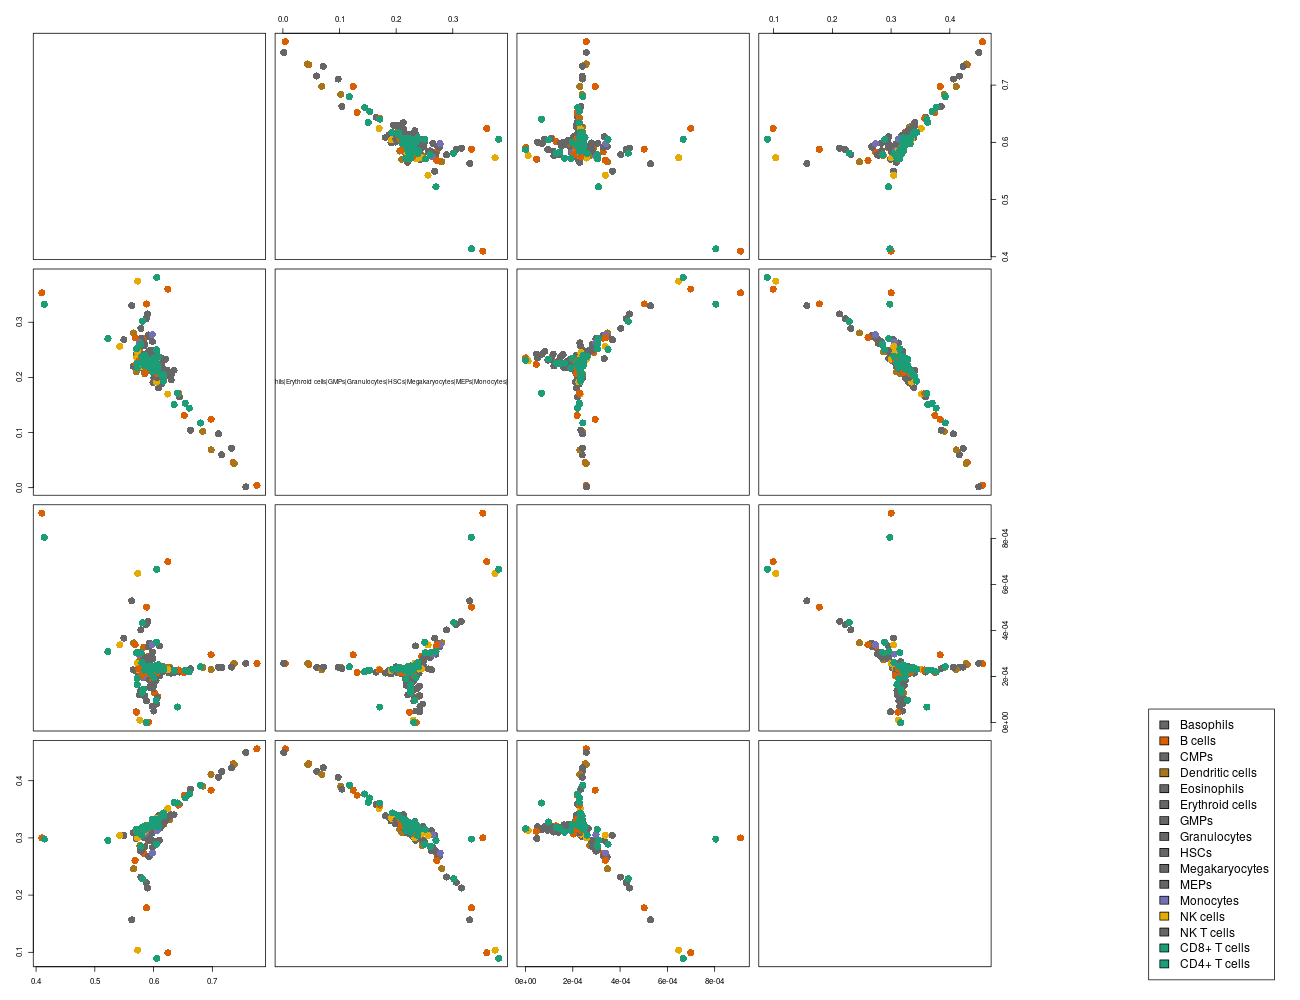 0.0 0.1 0.2 0.3
0.1 0.2 0.3 0.4
0.4 0.5 0.6 0.7
0.0 0.1 0.2 0.3
Erythroid cells|GMPs|Granulocytes|HSCs|Megakaryocytes|MEPs|Monocytes|
0e+00 2e-04 4e-04 6e-04 8e-04
0.1 0.2 0.3 0.4
0.4 0.5 0.6 0.7
0e+00 2e-04 4e-04 6e-04 8e-04
Basophils
B cells
CMPs
Dendritic cells
Eosinophils
Erythroid cells
GMPs
Granulocytes
HSCs
Megakaryocytes
MEPs
Monocytes
NK cells
NK T cells
CD8+ T cells
CD4+ T cells